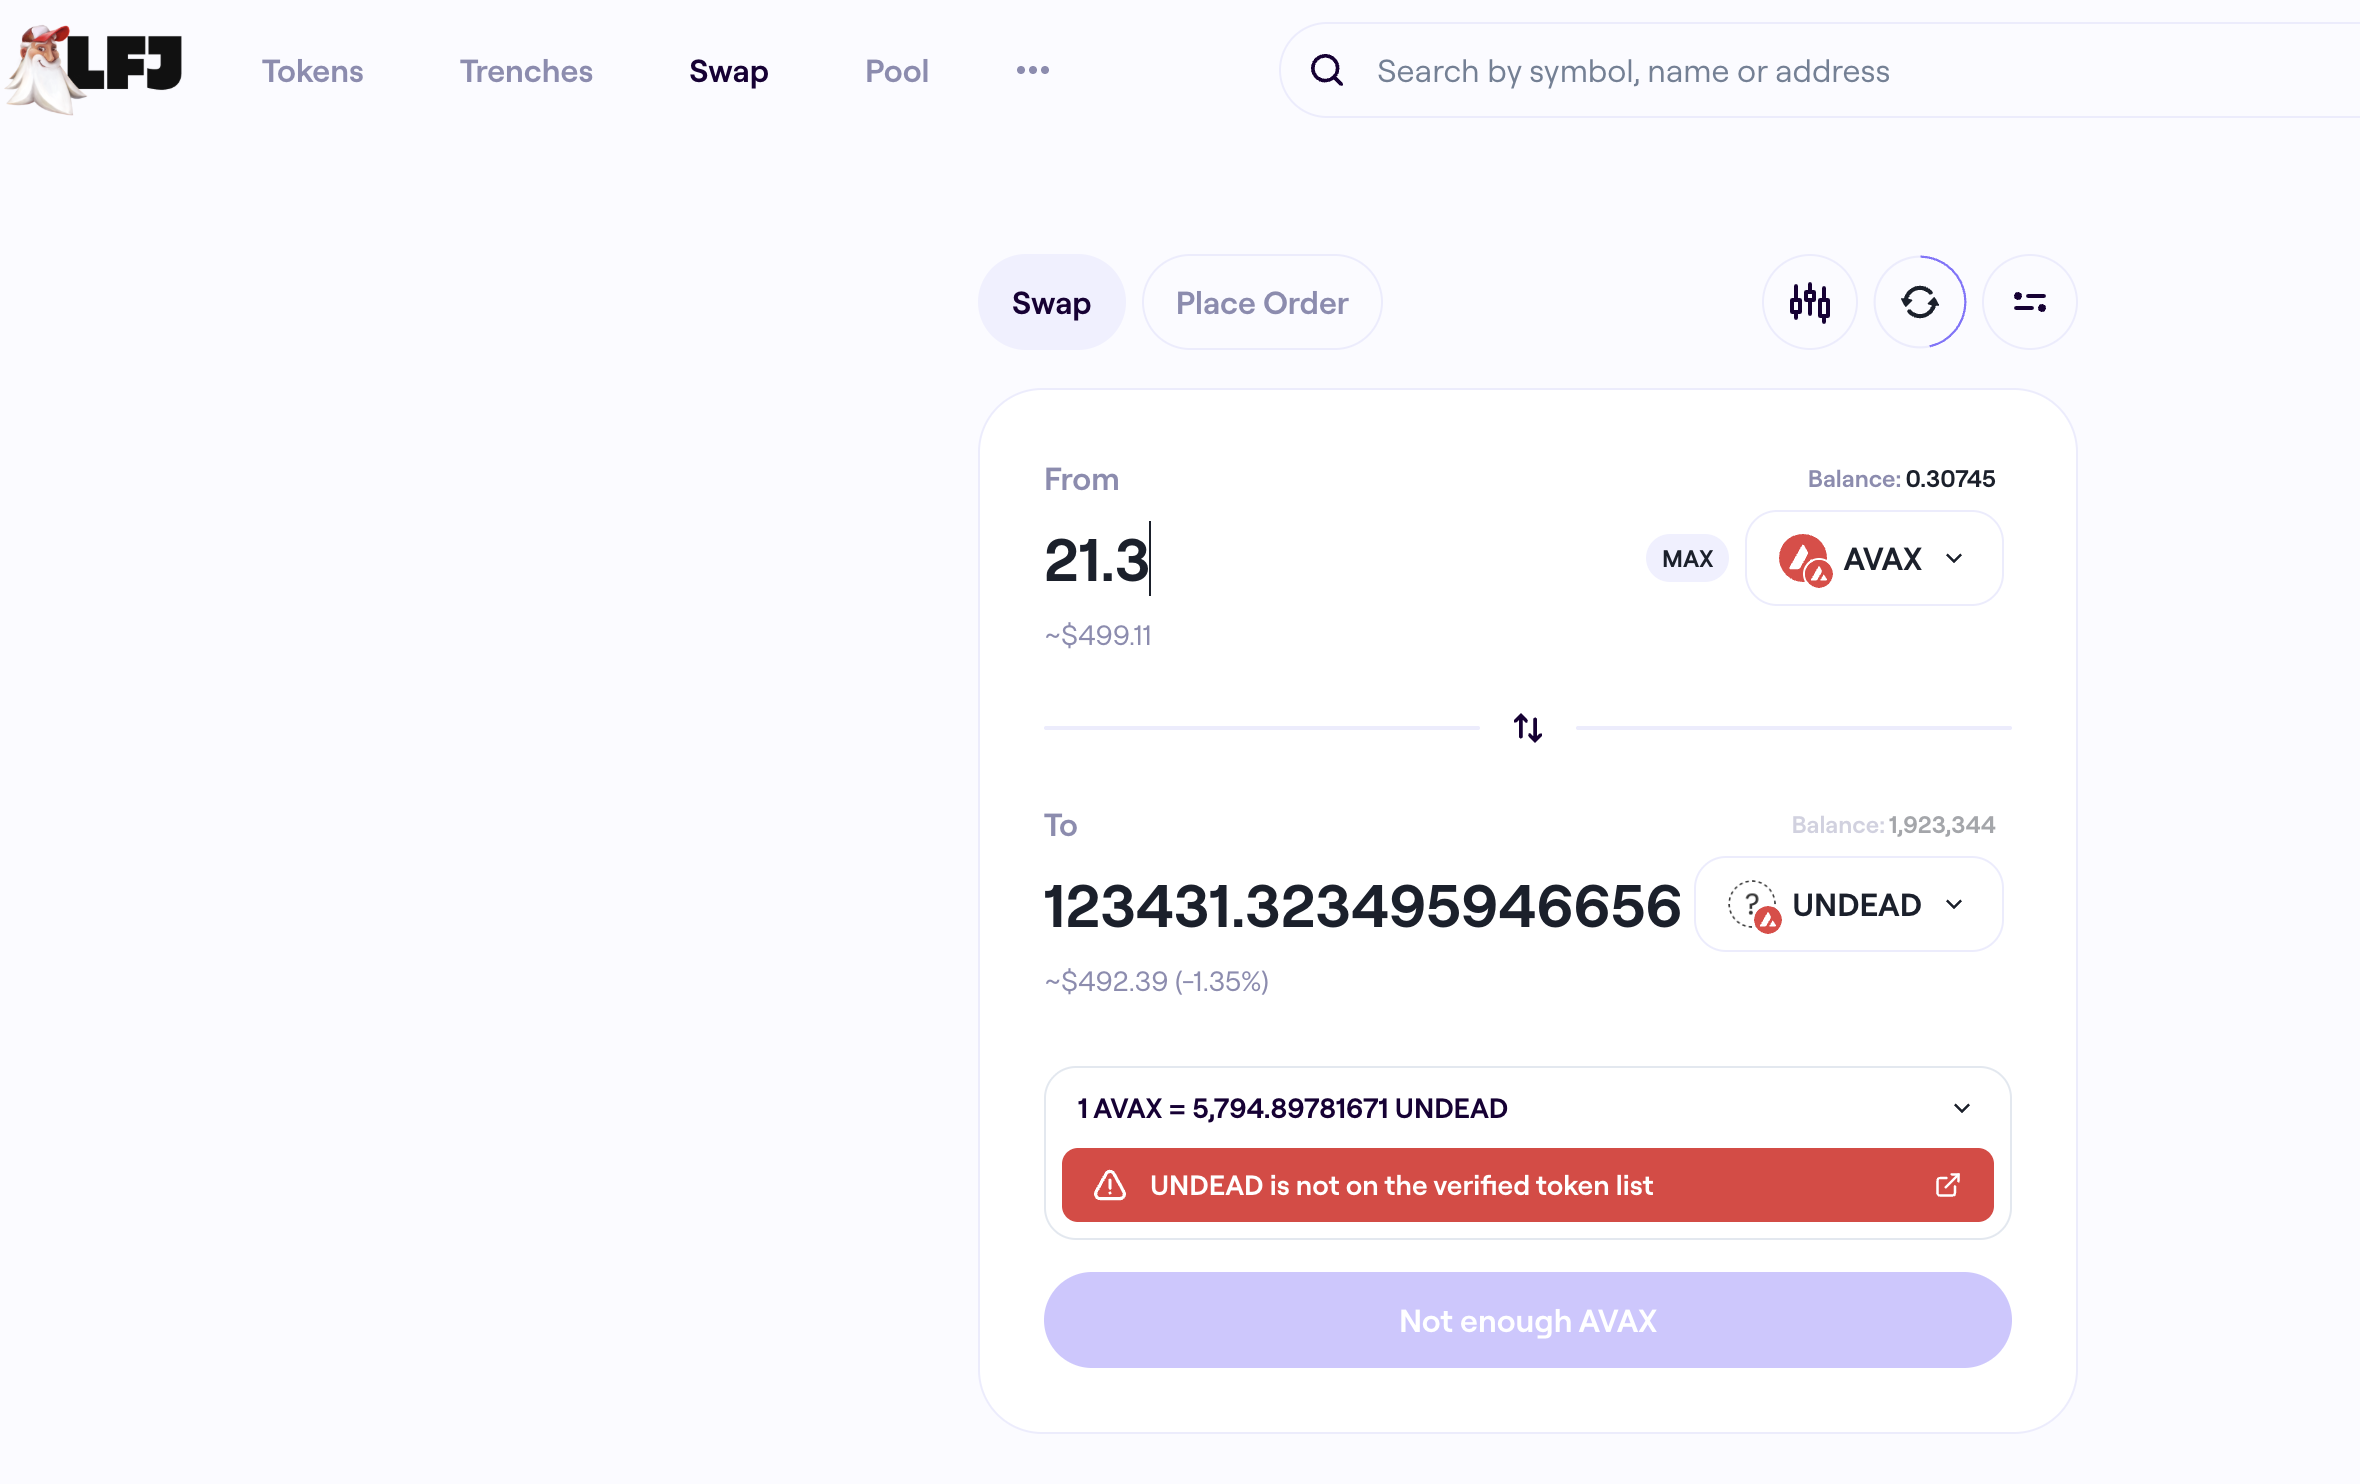 LFJ
Tokens Trenches Swap Pool
Search by symbol, name or address
Swap Place Order
From Balance: 0.30745
21.3 MAX AVAX
~$499.11
To Balance: 1,923,344
123431.323495946656 UNDEAD
~$492.39 (-1.35%)
1 AVAX = 5,794.89781671 UNDEAD
UNDEAD is not on the verified token list
Not enough AVAX